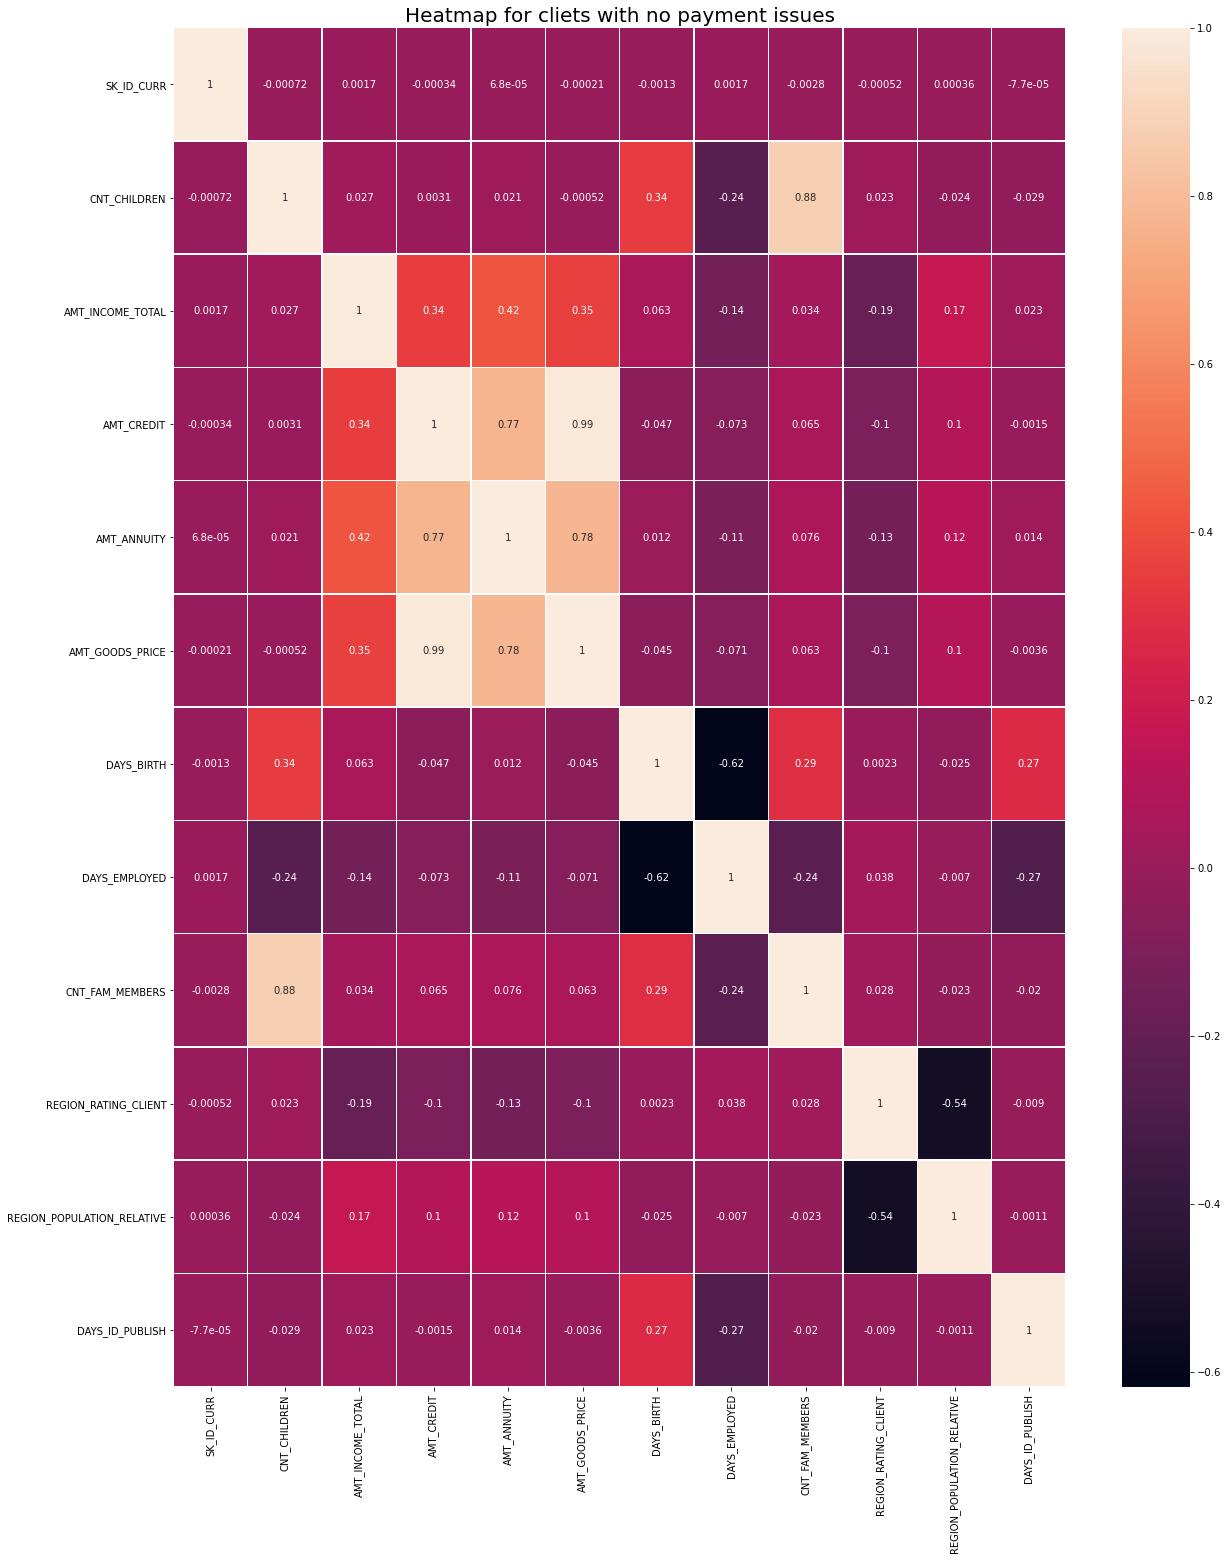 Heatmap for cliets with no payment issues
SK_ID_CURR 1 -0.00072 0.0017 -0.00034 6.8e-05 -0.00021 -0.0013 0.0017 -0.0028 -0.00052 0.00036 -7.7e-05
CNT_CHILDREN -0.00072 1 0.027 0.0031 0.021 -0.00052 0.34 -0.24 0.88 0.023 -0.024 -0.029
AMT_INCOME_TOTAL 0.0017 0.027 1 0.34 0.42 0.35 0.063 -0.14 0.034 -0.19 0.17 0.023
AMT_CREDIT -0.00034 0.0031 0.34 1 0.77 0.99 -0.047 -0.073 0.065 -0.1 0.1 -0.0015
AMT_ANNUITY 6.8e-05 0.021 0.42 0.77 1 0.78 0.012 -0.11 0.076 -0.13 0.12 0.014
AMT_GOODS_PRICE -0.00021 -0.00052 0.35 0.99 0.78 1 -0.045 -0.071 0.063 -0.1 0.1 -0.0036
DAYS_BIRTH -0.0013 0.34 0.063 -0.047 0.012 -0.045 1 -0.62 0.29 0.0023 -0.025 0.27
DAYS_EMPLOYED 0.0017 -0.24 -0.14 -0.073 -0.11 -0.071 -0.62 1 -0.24 0.038 -0.007 -0.27
CNT_FAM_MEMBERS -0.0028 0.88 0.034 0.065 0.076 0.063 0.29 -0.24 1 0.028 -0.023 -0.02
REGION_RATING_CLIENT -0.00052 0.023 -0.19 -0.1 -0.13 -0.1 0.0023 0.038 0.028 1 -0.54 -0.009
REGION_POPULATION_RELATIVE 0.00036 -0.024 0.17 0.1 0.12 0.1 -0.025 -0.007 -0.023 -0.54 1 -0.0011
DAYS_ID_PUBLISH -7.7e-05 -0.029 0.023 -0.0015 0.014 -0.0036 0.27 -0.27 -0.02 -0.009 -0.0011 1
SK_ID_CURR
CNT_CHILDREN
AMT_INCOME_TOTAL
AMT_CREDIT
AMT_ANNUITY
AMT_GOODS_PRICE
DAYS_BIRTH
DAYS_EMPLOYED
CNT_FAM_MEMBERS
REGION_RATING_CLIENT
REGION_POPULATION_RELATIVE
DAYS_ID_PUBLISH
1.0
0.8
0.6
0.4
0.2
0.0
−0.2
−0.4
−0.6